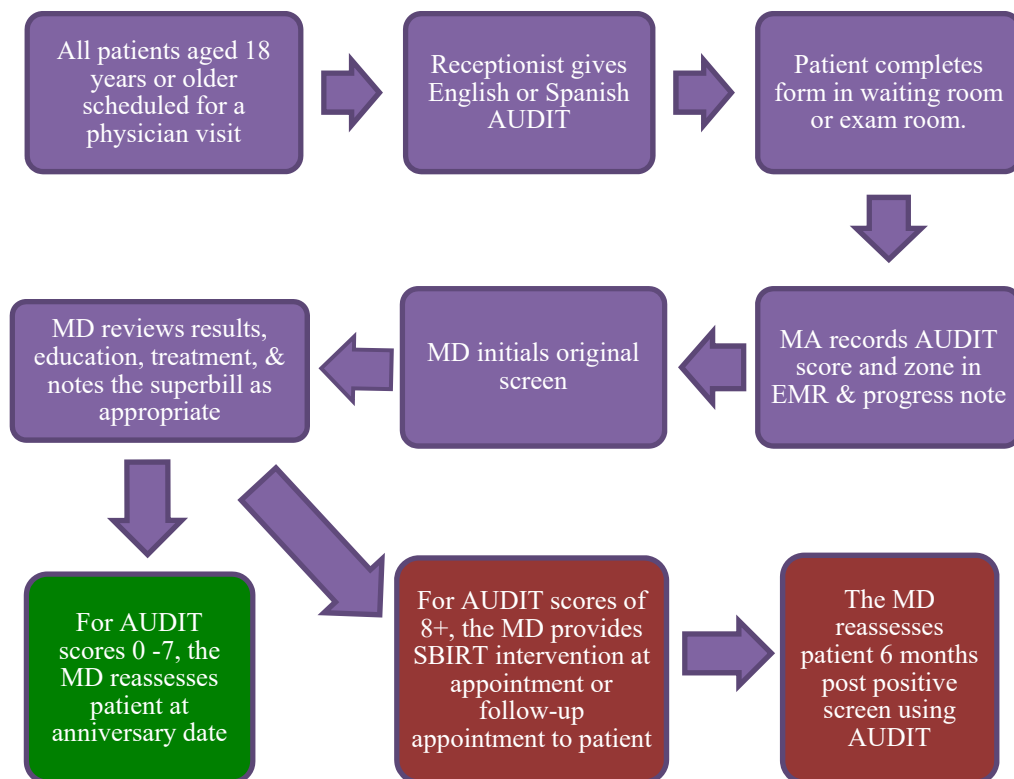 All patients aged 18
years or older
scheduled for a
physician visit
Receptionist gives
English or Spanish
AUDIT
Patient completes
form in waiting room
or exam room.
MA records AUDIT
score and zone in
EMR & progress note
MD initials original
screen
MD reviews results,
education, treatment, &
notes the superbill as
appropriate
For AUDIT
scores 0 -7, the
MD reassesses
patient at
anniversary date
For AUDIT scores of
8+, the MD provides
SBIRT intervention at
appointment or
follow-up
appointment to patient
The MD
reassesses
patient 6 months
post positive
screen using
AUDIT